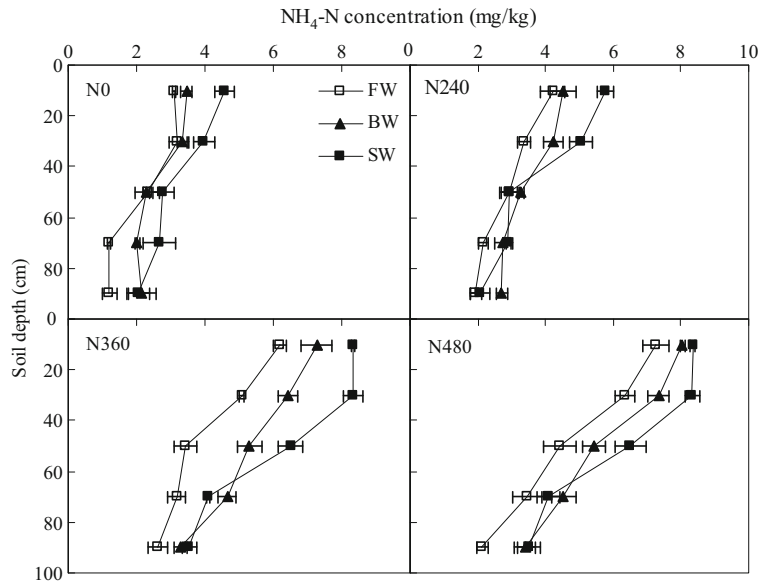 NH₄-N concentration (mg/kg)
0 2 4 6 8 0 2 4 6 8 10
0
20
40
60
80
0
20
40
60
80
100
Soil depth (cm)
N0
FW
BW
SW
N240
N360
N480